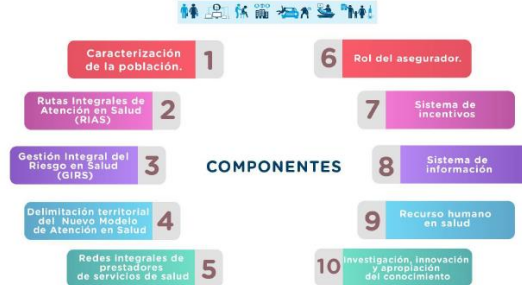 Caracterización
de la población.
1
Rutas Integrales de
Atención en Salud
(RIAS)
2
Gestión Integral del
Riesgo en Salud
(GIRS)
3
Delimitación territorial
del Nuevo Modelo
de Atención en Salud
4
Redes integrales de
prestadores
de servicios de salud
5
COMPONENTES
6
Rol del asegurador.
7
Sistema de
incentivos
8
Sistema de
información
9
Recurso humano
en salud
10
Investigación, innovación
y apropiación
del conocimiento